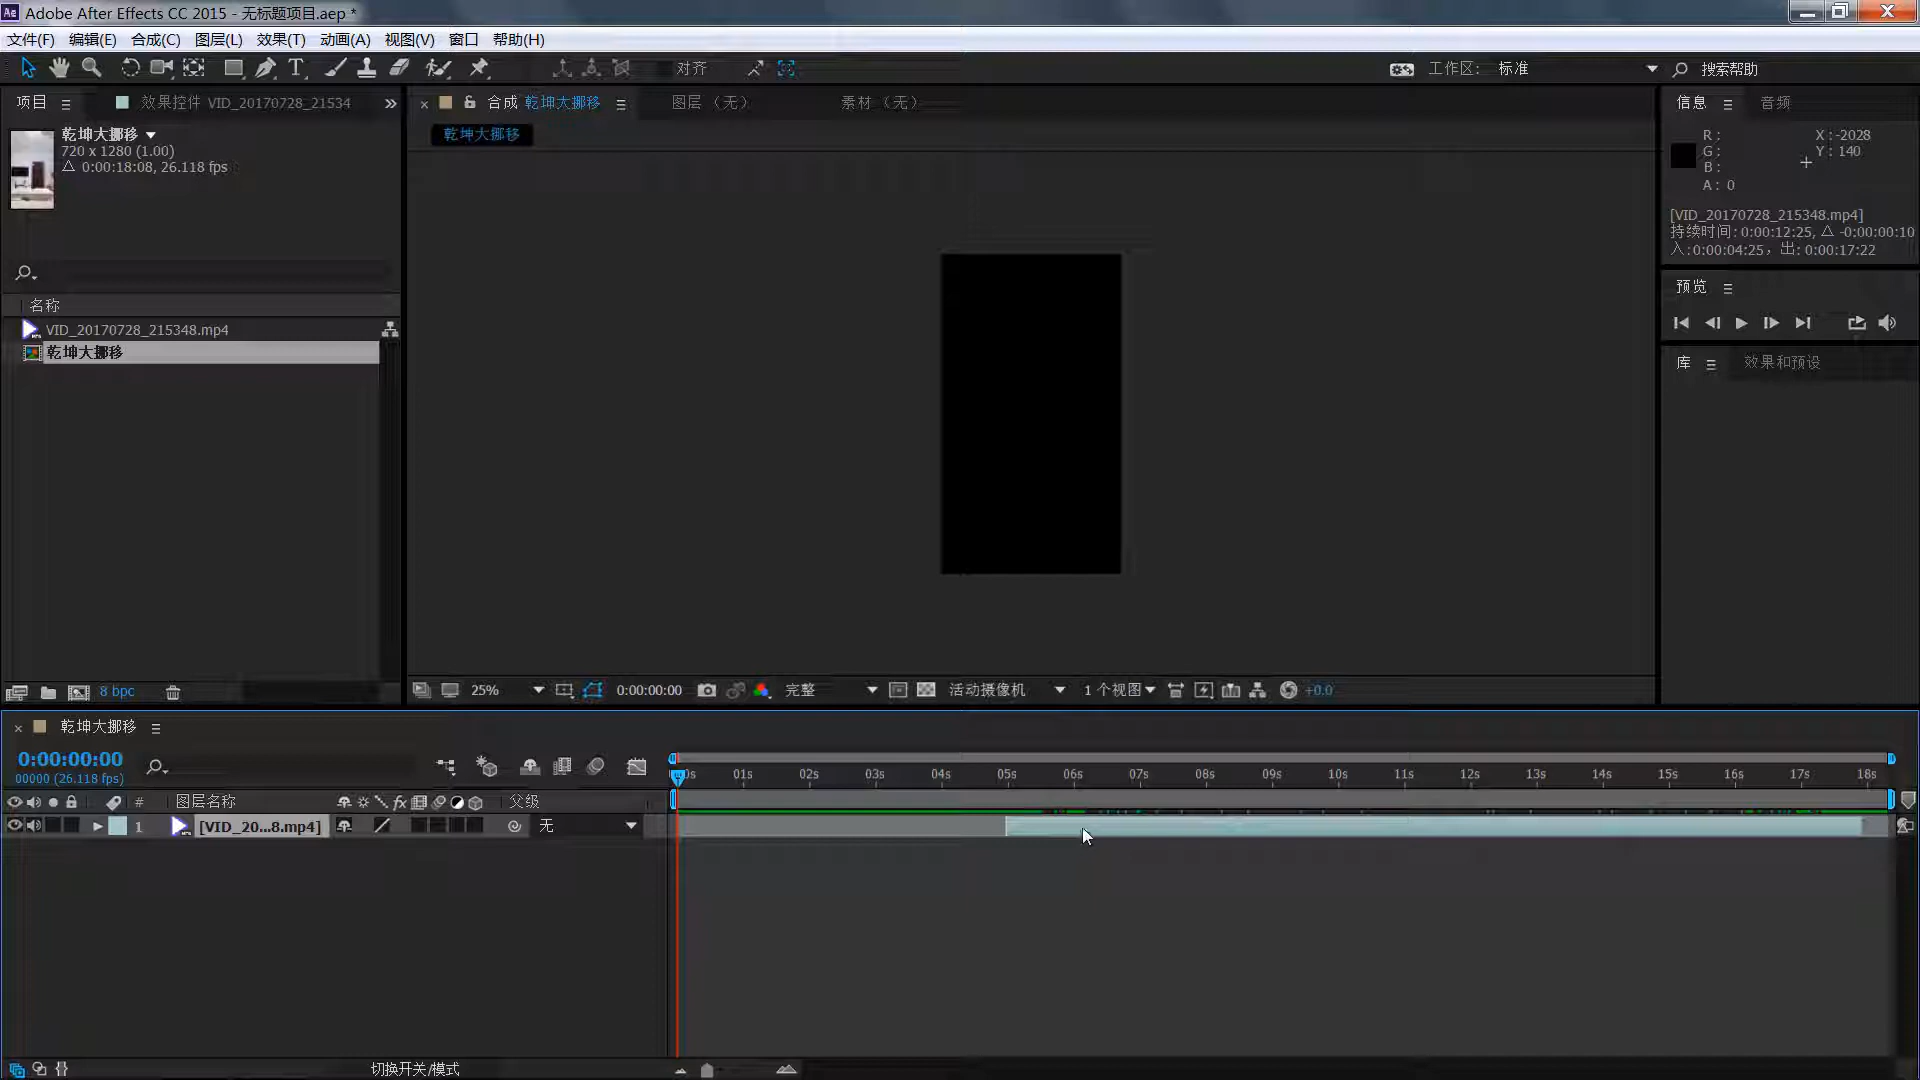 Adobe After Effects CC 2015 - 无标题项目.aep *
文件(F) 编辑(E) 合成(C) 图层(L) 效果(T) 动画(A) 视图(V) 窗口 帮助(H)
对齐 工作区: 标准 搜索帮助
项目 效果控件 VID_20170728_21534
合成 乾坤大挪移 图层 (无) 素材 (无)
信息 音频
乾坤大挪移
720 x 1280 (1.00)
△ 0:00:18:08, 26.118 fps
乾坤大挪移
R: X: -2028
G: Y: 140
B:
A: 0
[VID_20170728_215348.mp4]
持续时间: 0:00:12:25, △ -0:00:00:10
入:0:00:04:25, 出: 0:00:17:22
预览
库 效果和预设
名称
VID_20170728_215348.mp4
乾坤大挪移
8 bpc
25% 0:00:00:00 完整 活动摄像机 1 个视图 +0.0
乾坤大挪移
0:00:00:00
00000 (26.118 fps)
0s 01s 02s 03s 04s 05s 06s 07s 08s 09s 10s 11s 12s 13s 14s 15s 16s 17s 18s
# 图层名称 fx 父级
1 [VID_20...8.mp4] 无
切换开关/模式